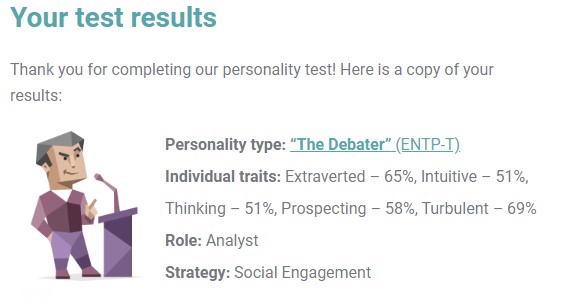 Your test results
Thank you for completing our personality test! Here is a copy of your
results:
Personality type: “The Debater” (ENTP-T)
Individual traits: Extraverted – 65%, Intuitive – 51%,
Thinking – 51%, Prospecting – 58%, Turbulent – 69%
Role: Analyst
Strategy: Social Engagement